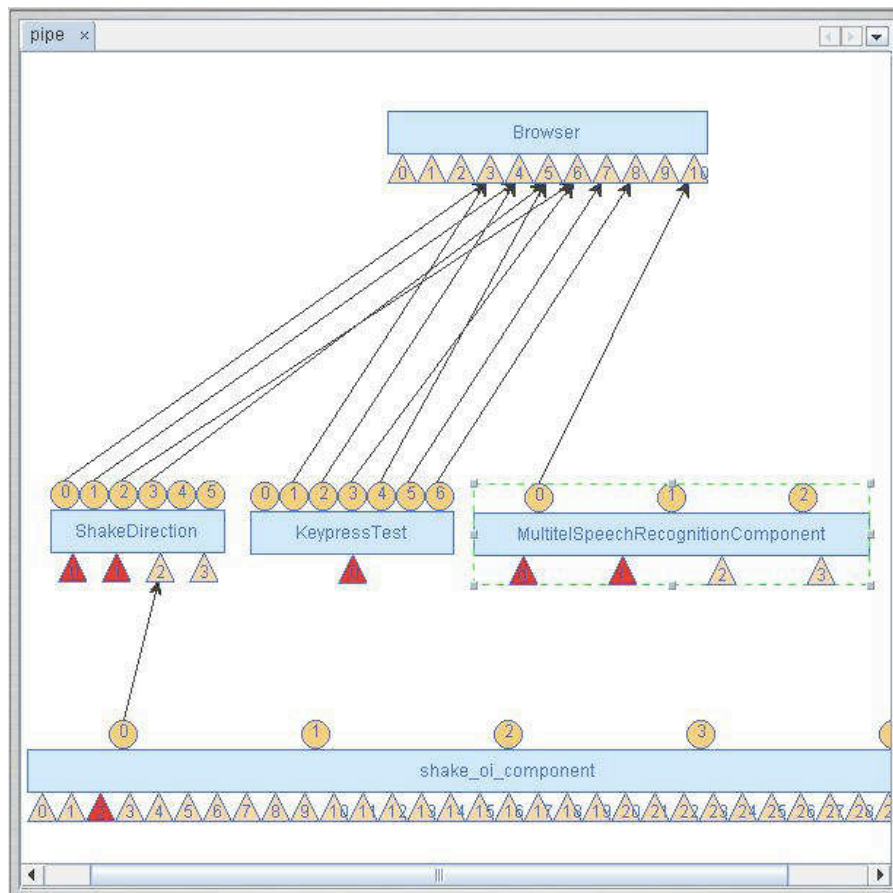 pipe ×
Browser
0 1 2 3 4 5 6 7 8 9 10
0 1 2 3 4 5
0 1 2 3 4 5 6
0 1 2
ShakeDirection
KeypressTest
MultitelSpeechRecognitionComponent
1 2 3
2 3
0 1 2 3
shake_oi_component
0 1 3 4 5 6 7 8 9 10 11 12 13 14 15 16 17 18 19 20 21 22 23 24 25 26 27 28